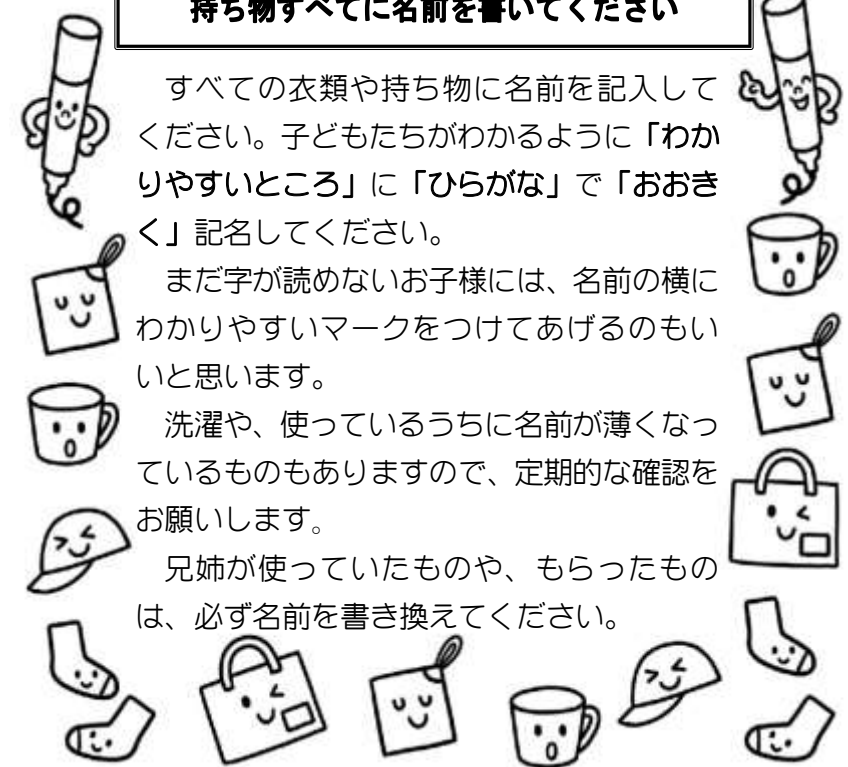 持ち物すべてに名前を書いてください
すべての衣類や持ち物に名前を記入して
ください。子どもたちがわかるように「わか
りやすいところ」に「ひらがな」で「おおき
く」記名してください。
まだ字が読めないお子様には、名前の横に
わかりやすいマークをつけてあげるのもい
いと思います。
洗濯や、使っているうちに名前が薄くなっ
ているものもありますので、定期的な確認を
お願いします。
兄姉が使っていたものや、もらったもの
は、必ず名前を書き換えてください。